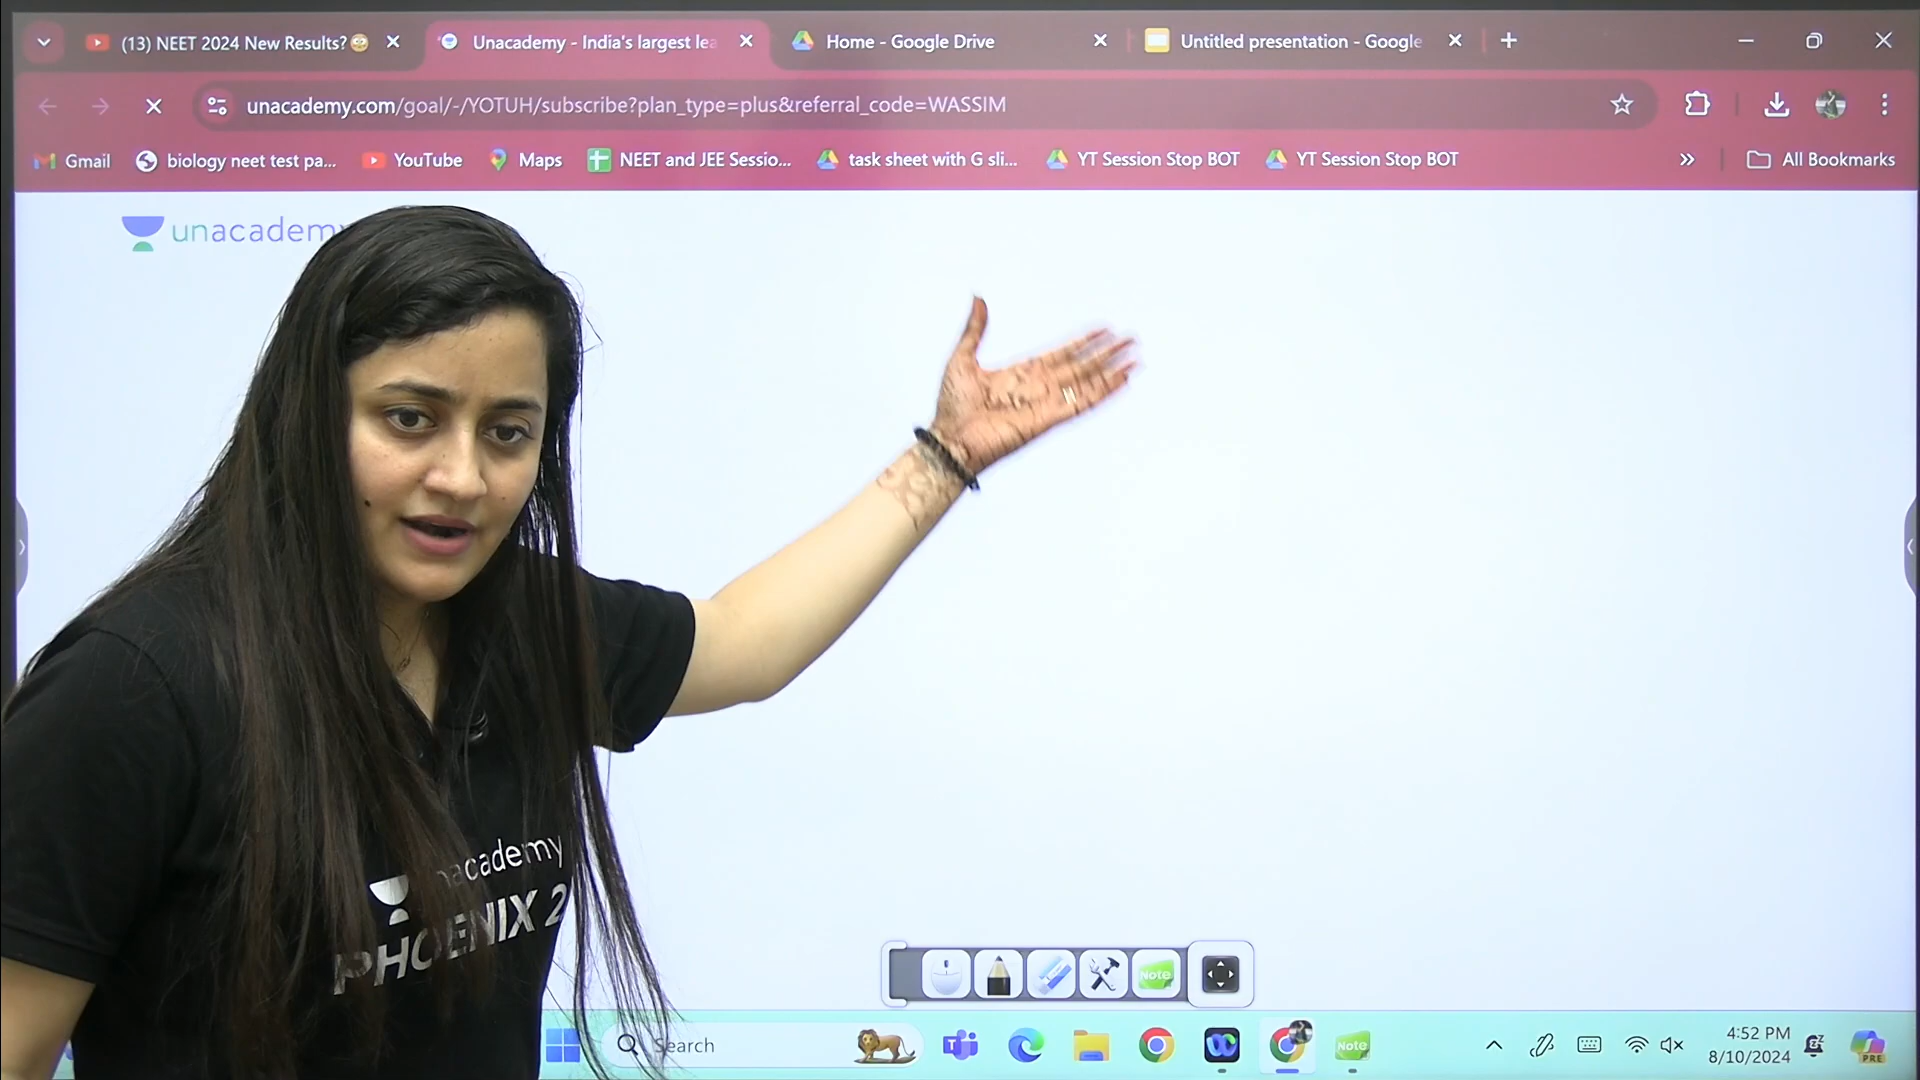 (13) NEET 2024 New Results?😳
Unacademy - India's largest lea
Home - Google Drive
Untitled presentation - Google
unacademy.com/goal/-/YOTUH/subscribe?plan_type=plus&referral_code=WASSIM
Gmail
biology neet test pa...
YouTube
Maps
NEET and JEE Sessio...
task sheet with G sli...
YT Session Stop BOT
YT Session Stop BOT
All Bookmarks
unacademy
unacademy
PHOENIX 2
Note
Search
Note
4:52 PM
8/10/2024
PRE